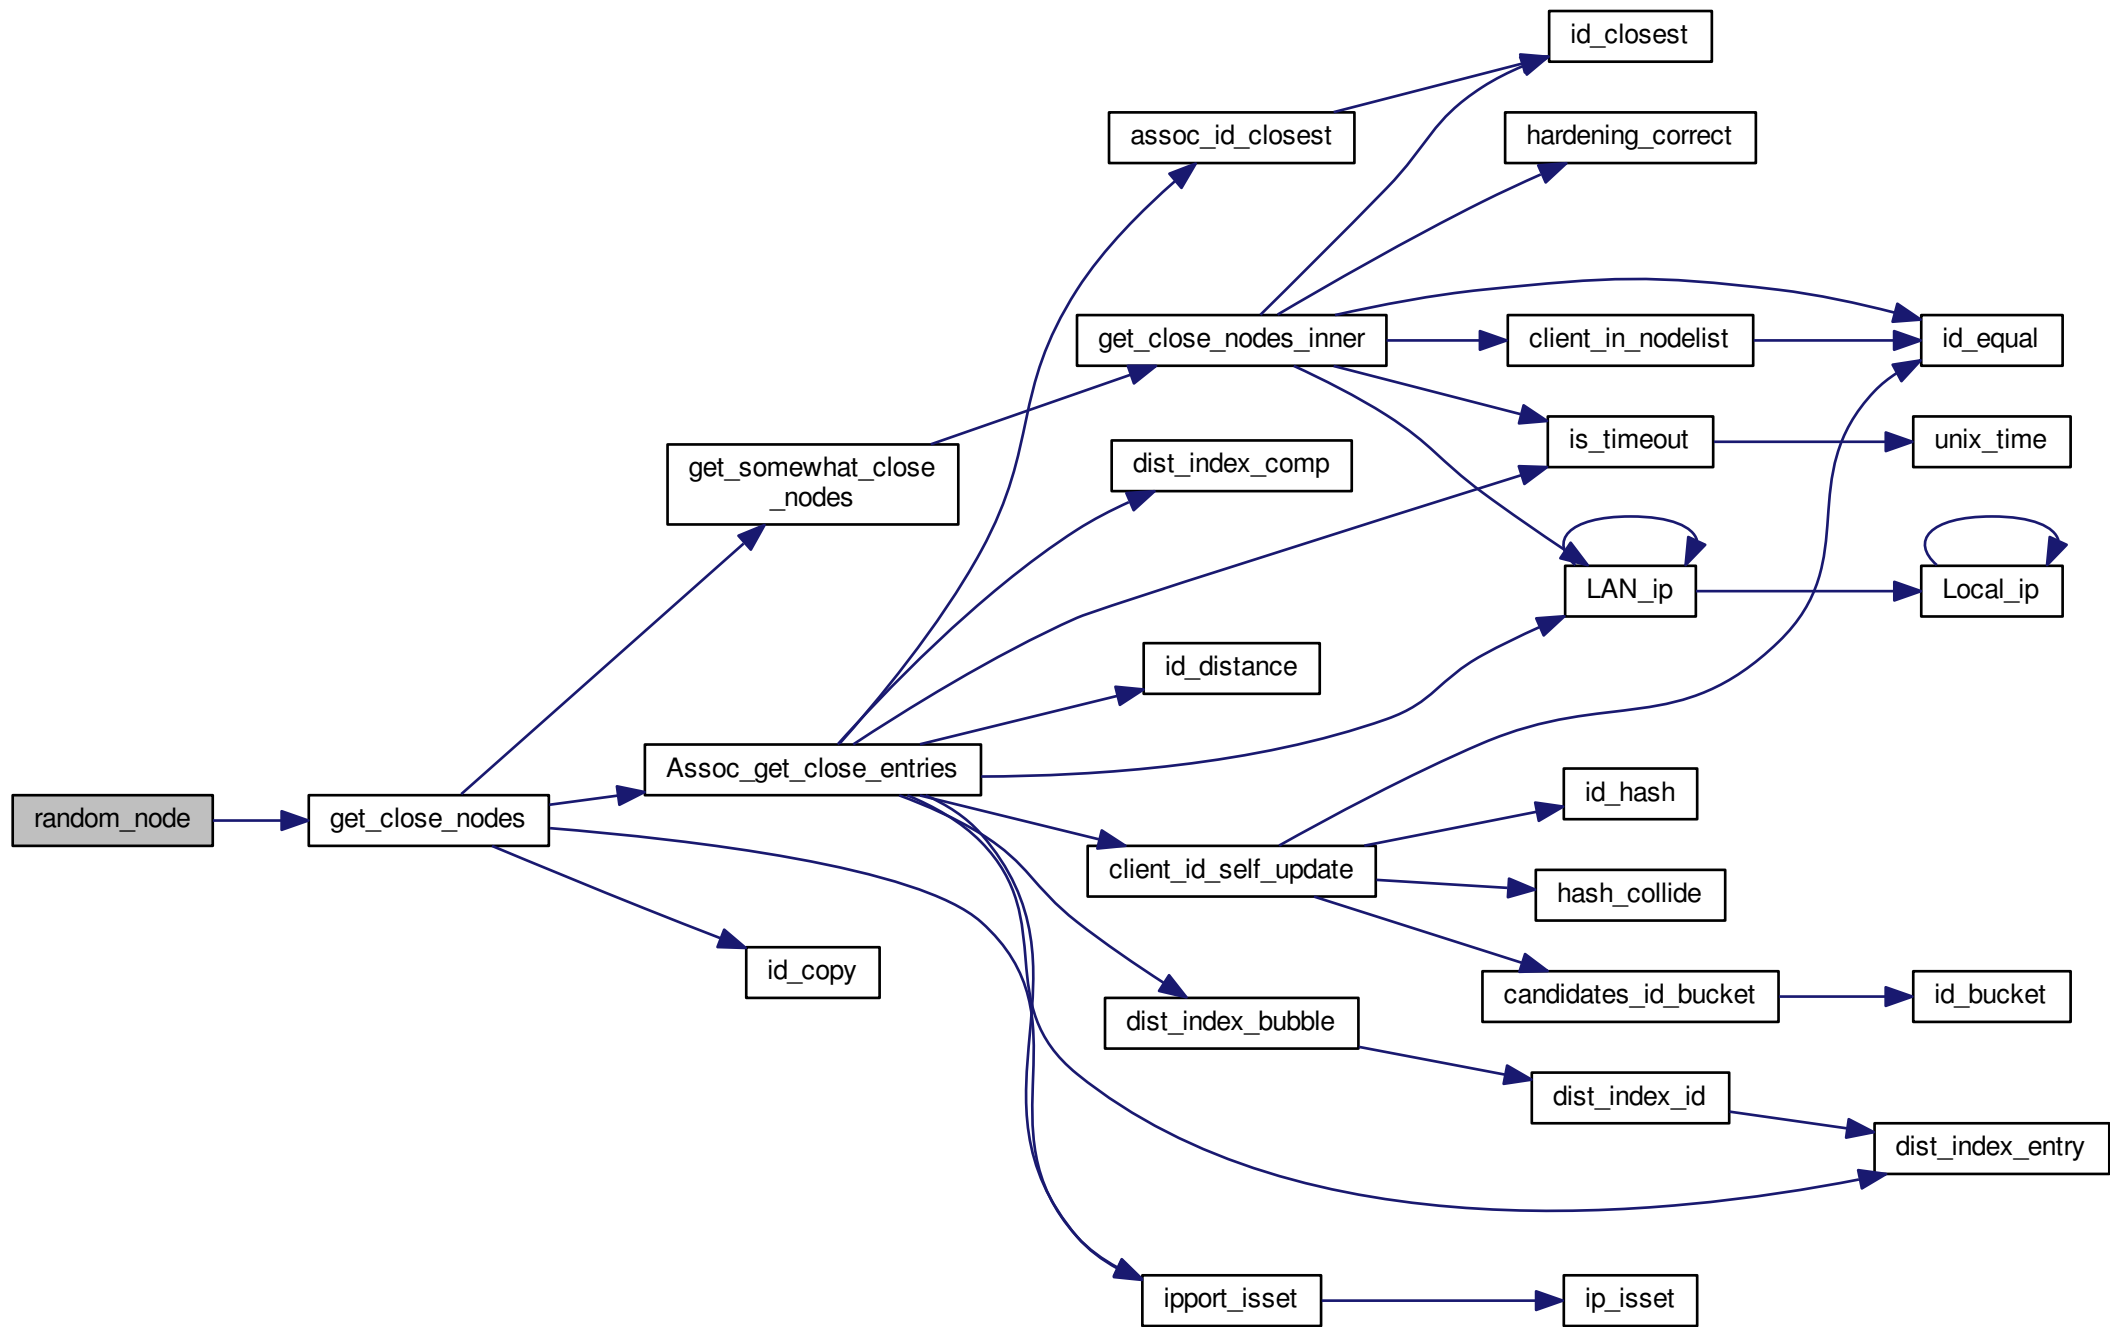 id_closest
assoc_id_closest
hardening_correct
get_close_nodes_inner
client_in_nodelist
id_equal
get_somewhat_close
_nodes
dist_index_comp
is_timeout
unix_time
LAN_ip
Local_ip
id_distance
Assoc_get_close_entries
random_node
get_close_nodes
id_hash
client_id_self_update
hash_collide
id_copy
candidates_id_bucket
id_bucket
dist_index_bubble
dist_index_id
dist_index_entry
ipport_isset
ip_isset